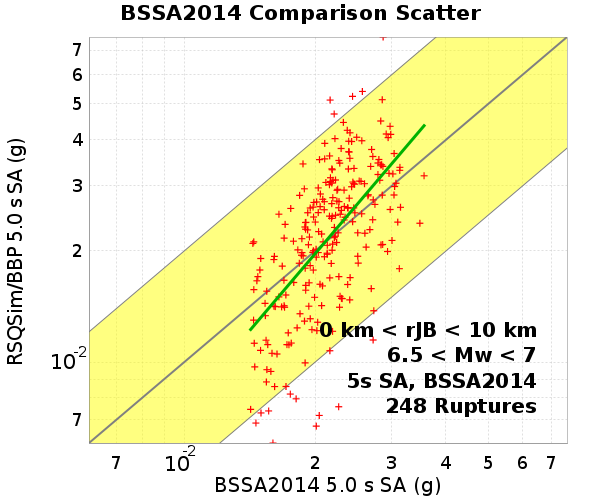 BSSA2014 Comparison Scatter
7
6
5
4
3
2
10⁻²
7
RSQSim/BBP 5.0 s SA (g)
0 km < rJB < 10 km
6.5 < Mw < 7
5s SA, BSSA2014
248 Ruptures
7 10⁻² 2 3 4 5 6 7
BSSA2014 5.0 s SA (g)